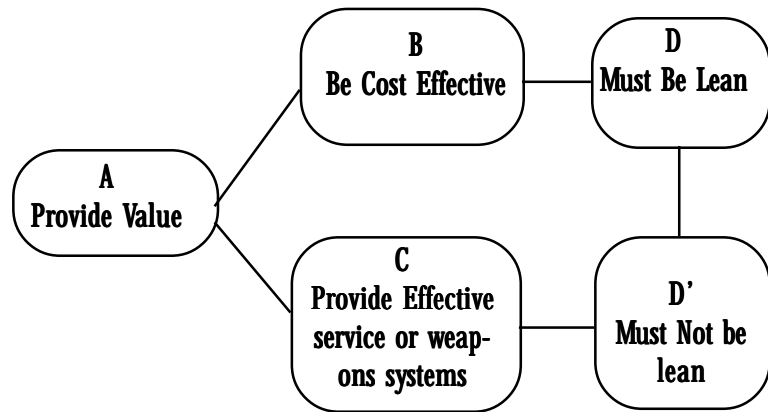 B
Be Cost Effective
D
Must Be Lean
A
Provide Value
C
Provide Effective
service or weap-
ons systems
D’
Must Not be
lean